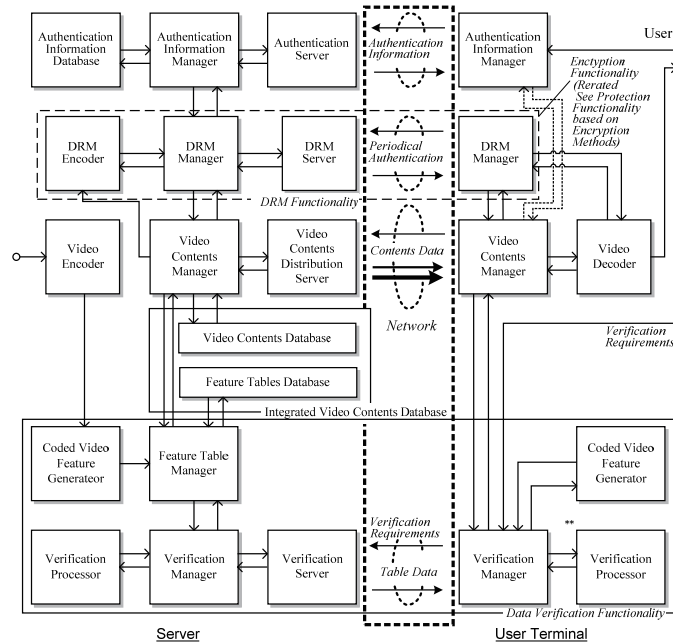 Authentication
Information
Database
Authentication
Information
Manager
Authentication
Server
Authentication
Information
Authentication
Information
Manager
User
Enctyption
Functionality
(Rerated
See Protection
Functionality
based on
Encryption
Methods)
DRM
Encoder
DRM
Manager
DRM
Server
Periodical
Authentication
DRM
Manager
DRM Functionality
Video
Encoder
Video
Contents
Manager
Video
Contents
Distribution
Server
Contents Data
Network
Video
Contents
Manager
Video
Decoder
Video Contents Database
Feature Tables Database
Integrated Video Contents Database
Verification
Requirements
Coded Video
Feature
Generteor
Feature Table
Manager
Coded Video
Feature
Generator
Verification
Processor
Verification
Manager
Verification
Server
Verification
Requirements
Table Data
Verification
Manager
**
Verification
Processor
Data Verification Functionality
Server
User Terminal